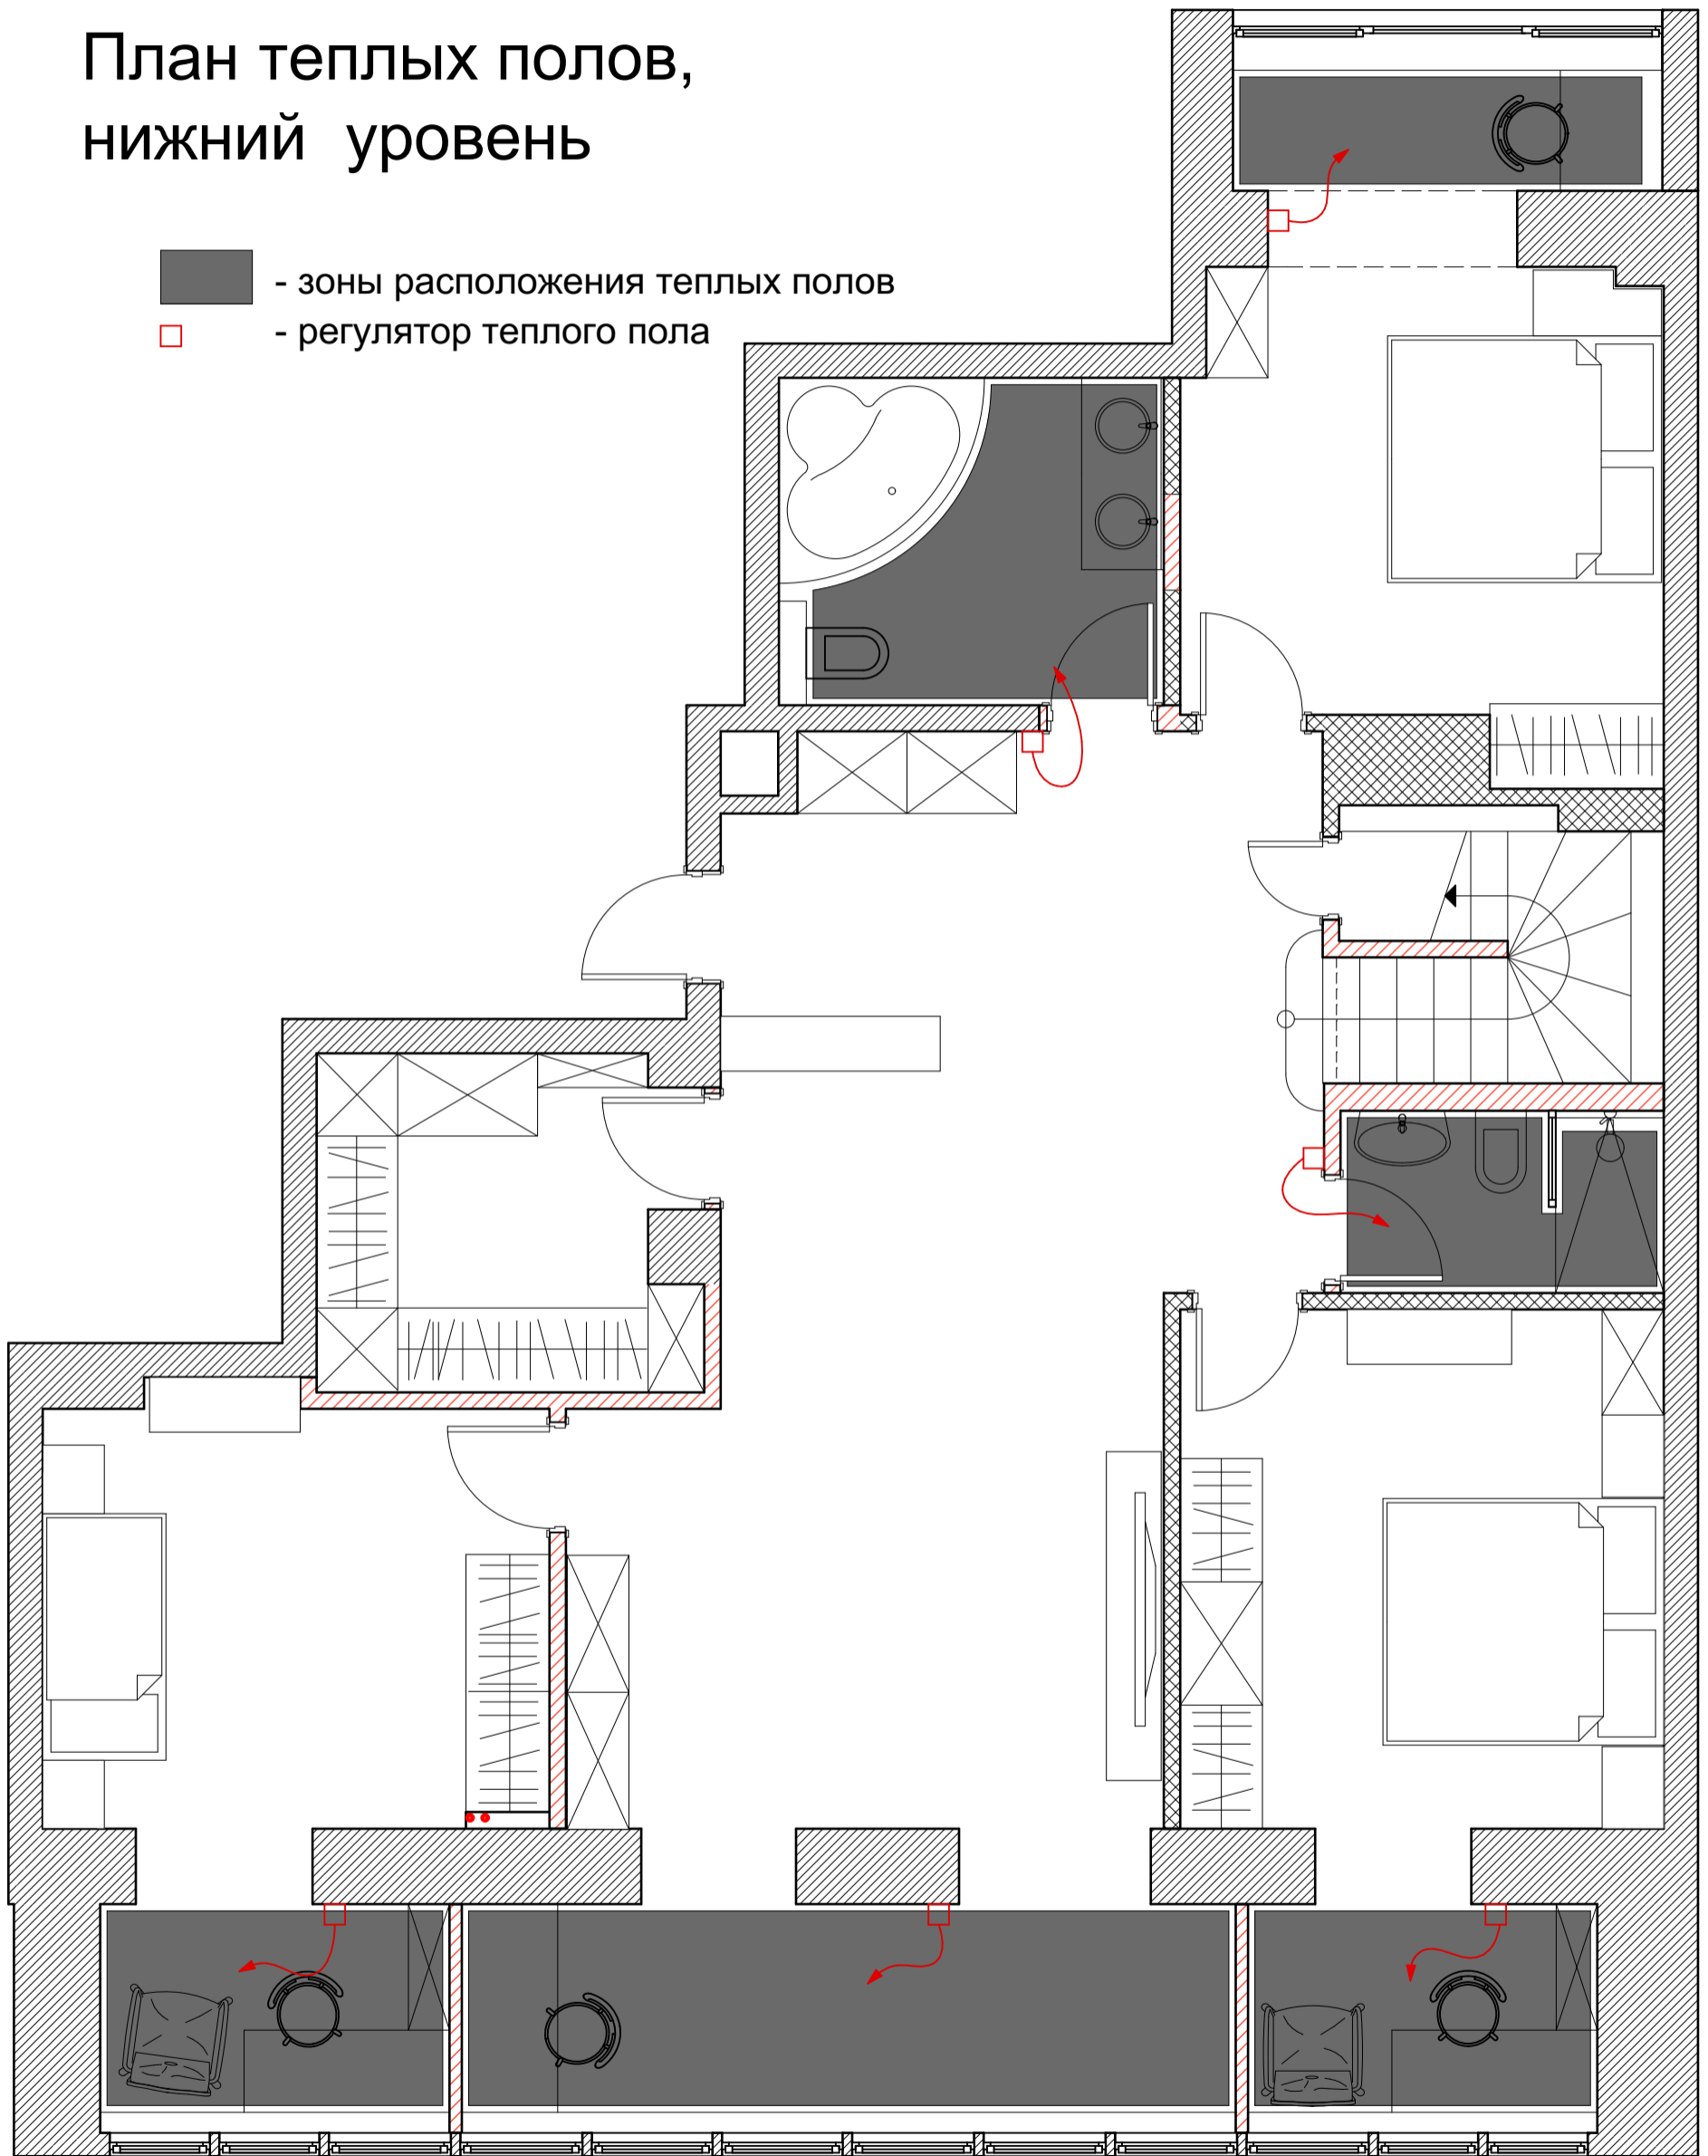 План теплых полов,
нижний уровень
- зоны расположения теплых полов
- регулятор теплого пола